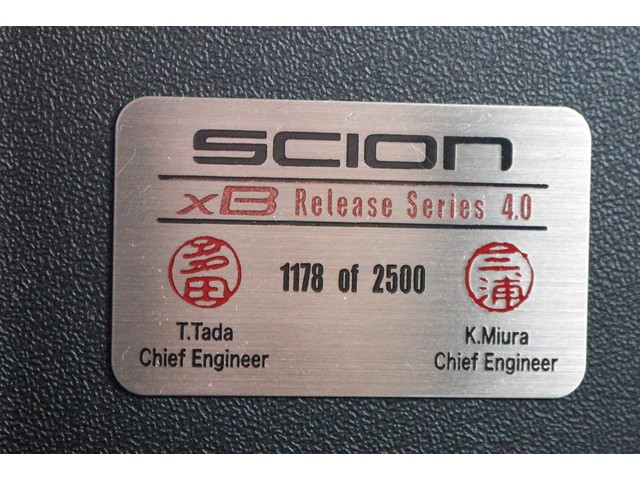 SCION
xB Release Series 4.0
多田
1178 of 2500
三浦
T.Tada
Chief Engineer
K.Miura
Chief Engineer